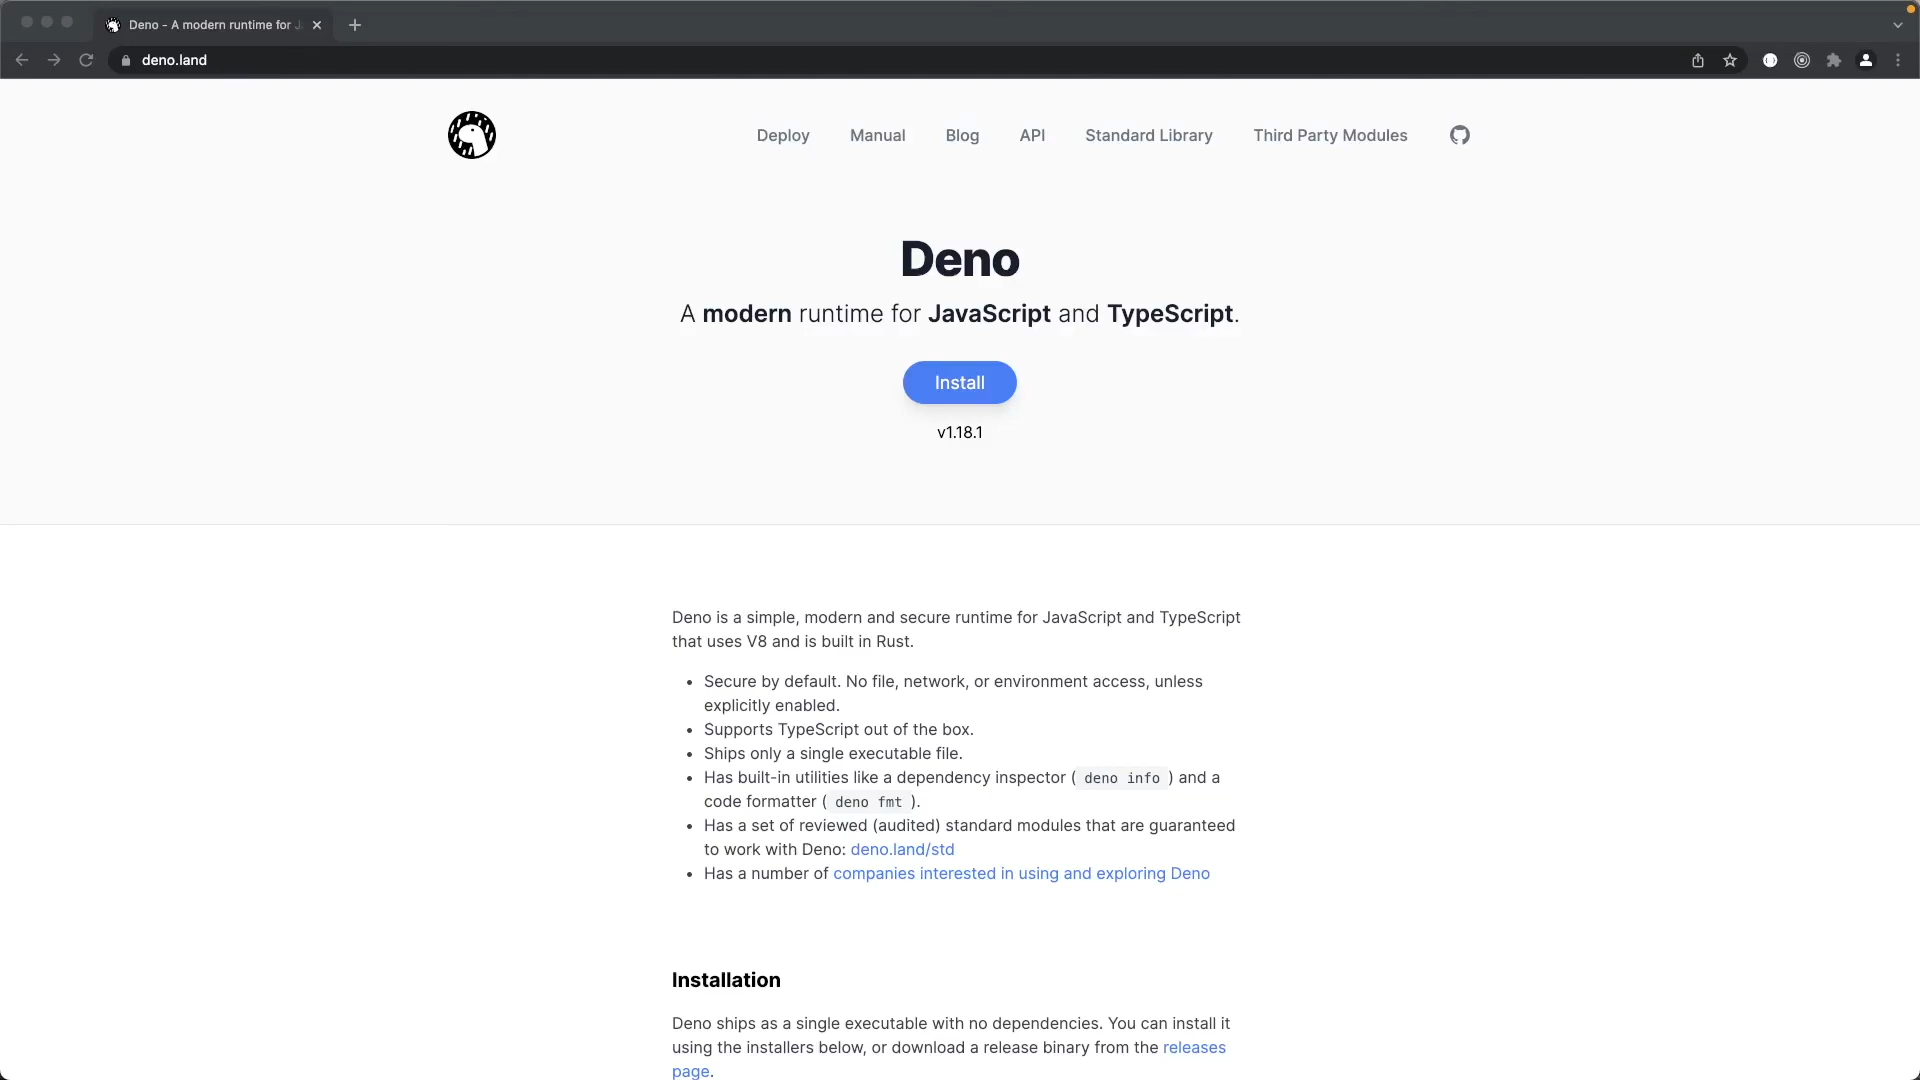 Deno - A modern runtime for J
deno.land
Deploy
Manual
Blog
API
Standard Library
Third Party Modules
Deno
A modern runtime for JavaScript and TypeScript.
Install
v1.18.1
Deno is a simple, modern and secure runtime for JavaScript and TypeScript
that uses V8 and is built in Rust.
• Secure by default. No file, network, or environment access, unless
explicitly enabled.
• Supports TypeScript out of the box.
• Ships only a single executable file.
• Has built-in utilities like a dependency inspector ( deno info ) and a
code formatter ( deno fmt ).
• Has a set of reviewed (audited) standard modules that are guaranteed
to work with Deno: deno.land/std
• Has a number of companies interested in using and exploring Deno
Installation
Deno ships as a single executable with no dependencies. You can install it
using the installers below, or download a release binary from the releases
page.